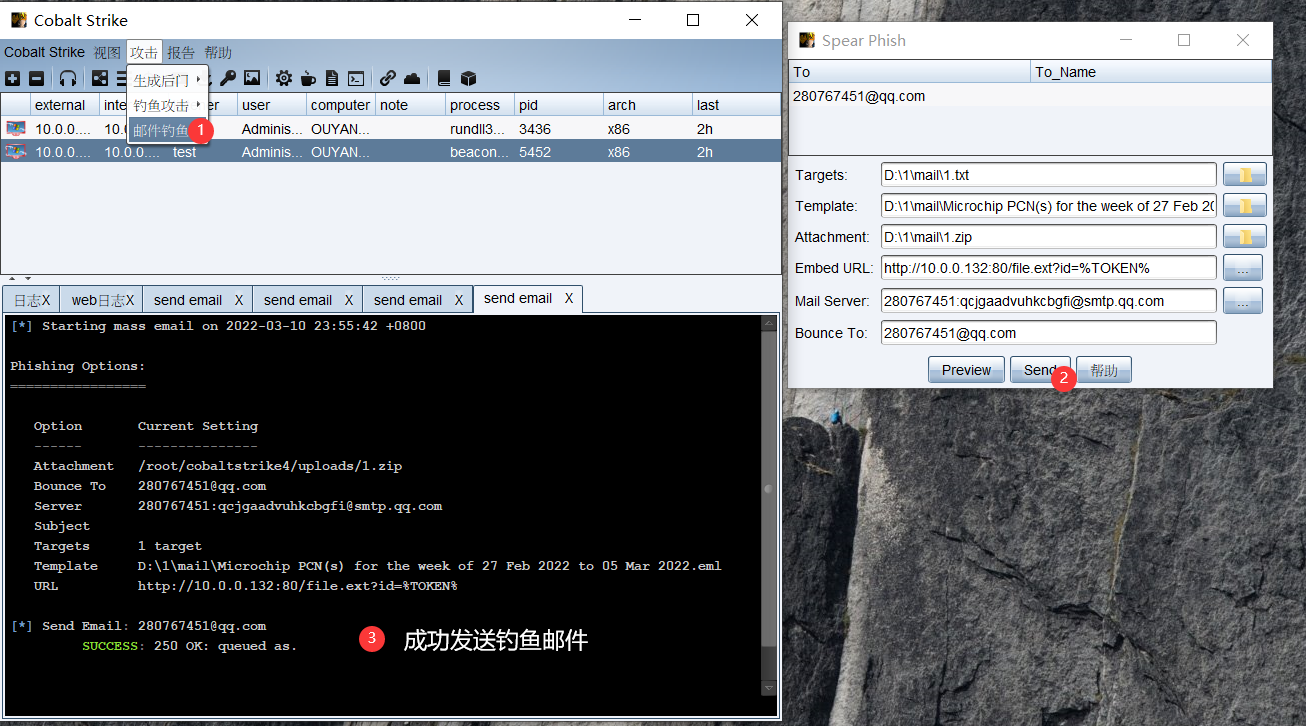 Cobalt Strike
Cobalt Strike 视图 攻击 报告 帮助
生成后门
钓鱼攻击
邮件钓鱼 1
external user computer note process pid arch last
10.0.0.... 10.0.... Adminis... OUYAN... rundll3... 3436 x86 2h
10.0.0.... 10.0.0.... test Adminis... OUYAN... beacon... 5452 x86 2h
日志X web日志X send email X send email X send email X send email X
[*] Starting mass email on 2022-03-10 23:55:42 +0800
Phishing Options:
=================
Option Current Setting
------ ---------------
Attachment /root/cobaltstrike4/uploads/1.zip
Bounce To 280767451@qq.com
Server 280767451:qcjgaadvuhkcbgfi@smtp.qq.com
Subject
Targets 1 target
Template D:\1\mail\Microchip PCN(s) for the week of 27 Feb 2022 to 05 Mar 2022.eml
URL http://10.0.0.132:80/file.ext?id=%TOKEN%
[*] Send Email: 280767451@qq.com
SUCCESS: 250 OK: queued as.
3 成功发送钓鱼邮件
Spear Phish
To To_Name
280767451@qq.com
Targets: D:\1\mail\1.txt
Template: D:\1\mail\Microchip PCN(s) for the week of 27 Feb 20
Attachment: D:\1\mail\1.zip
Embed URL: http://10.0.0.132:80/file.ext?id=%TOKEN% ...
Mail Server: 280767451:qcjgaadvuhkcbgfi@smtp.qq.com ...
Bounce To: 280767451@qq.com
Preview Send 2 帮助